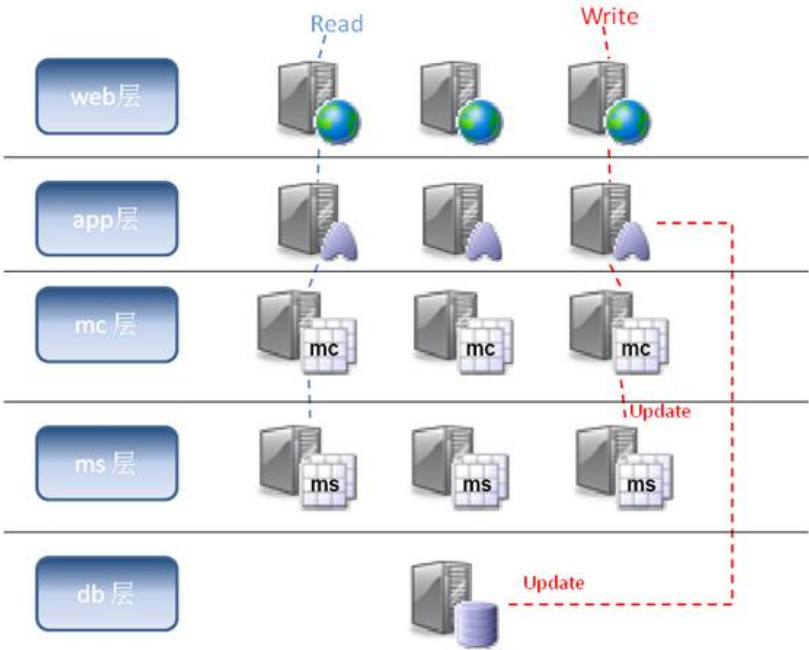 Read
Write
web层
app层
mc 层
mc
mc
mc
Update
ms 层
ms
ms
ms
Update
db 层